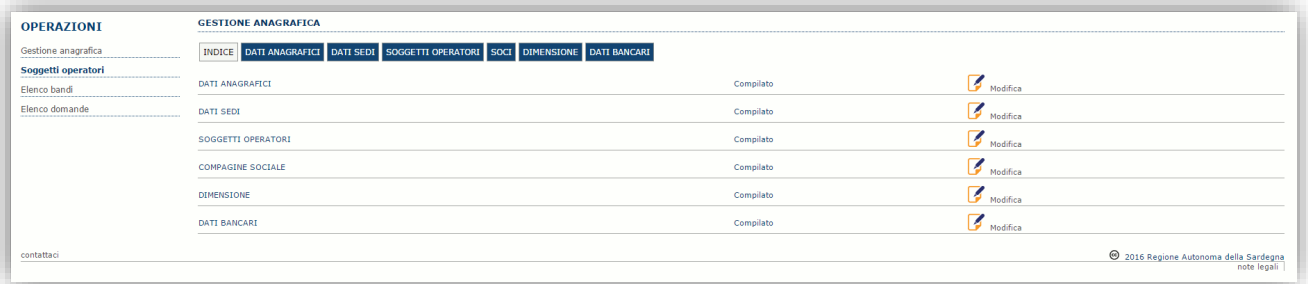 OPERAZIONI
Gestione anagrafica
Soggetti operatori
Elenco bandi
Elenco domande
GESTIONE ANAGRAFICA
INDICE DATI ANAGRAFICI DATI SEDI SOGGETTI OPERATORI SOCI DIMENSIONE DATI BANCARI
DATI ANAGRAFICI Compilato Modifica
DATI SEDI Compilato Modifica
SOGGETTI OPERATORI Compilato Modifica
COMPAGINE SOCIALE Compilato Modifica
DIMENSIONE Compilato Modifica
DATI BANCARI Compilato Modifica
contattaci
cc 2016 Regione Autonoma della Sardegna
note legali |